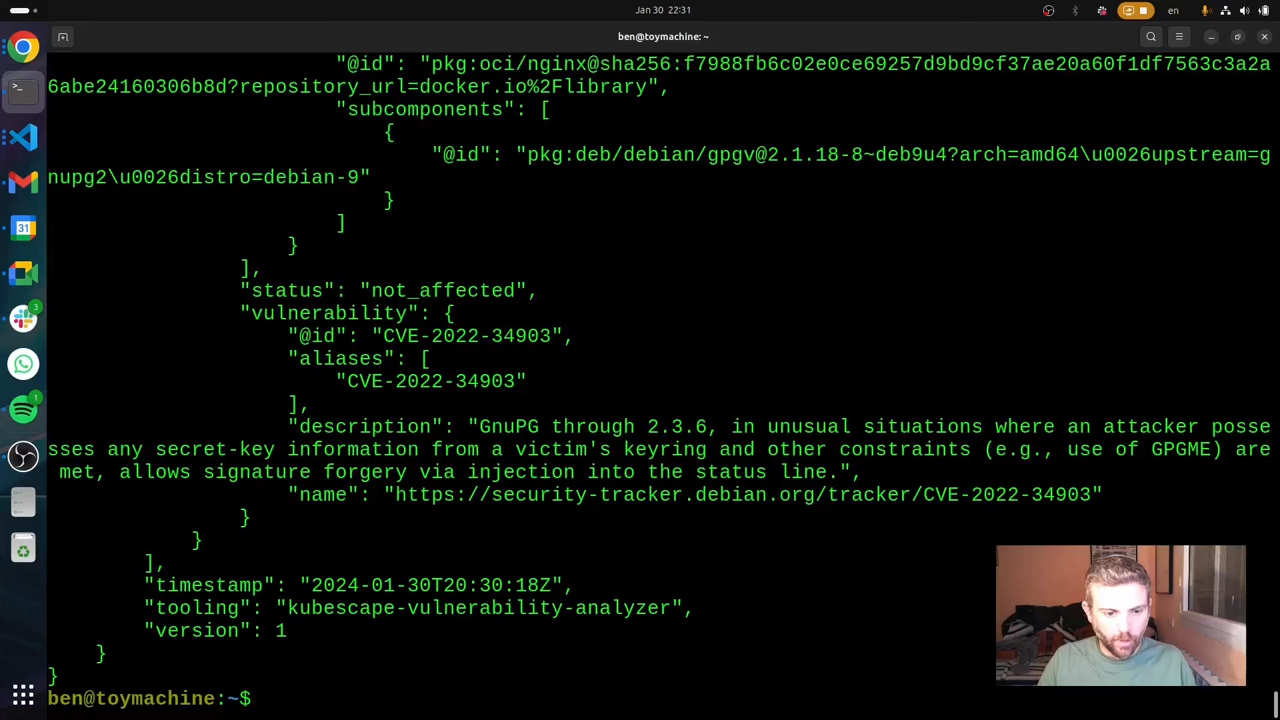 Jan 30 22:31
en
ben@toymachine: ~
"@id": "pkg:oci/nginx@sha256:f7988fb6c02e0ce69257d9bd9cf37ae20a60f1df7563c3a2a
6abe24160306b8d?repository_url=docker.io%2Flibrary",
"subcomponents": [
{
"@id": "pkg:deb/debian/gpgv@2.1.18-8~deb9u4?arch=amd64\u0026upstream=g
nupg2\u0026distro=debian-9"
}
]
}
],
"status": "not_affected",
"vulnerability": {
"@id": "CVE-2022-34903",
"aliases": [
"CVE-2022-34903"
],
"description": "GnuPG through 2.3.6, in unusual situations where an attacker posse
sses any secret-key information from a victim's keyring and other constraints (e.g., use of GPGME) are
met, allows signature forgery via injection into the status line.",
"name": "https://security-tracker.debian.org/tracker/CVE-2022-34903"
}
}
],
"timestamp": "2024-01-30T20:30:18Z",
"tooling": "kubescape-vulnerability-analyzer",
"version": 1
}
}
ben@toymachine:~$
31
3
1